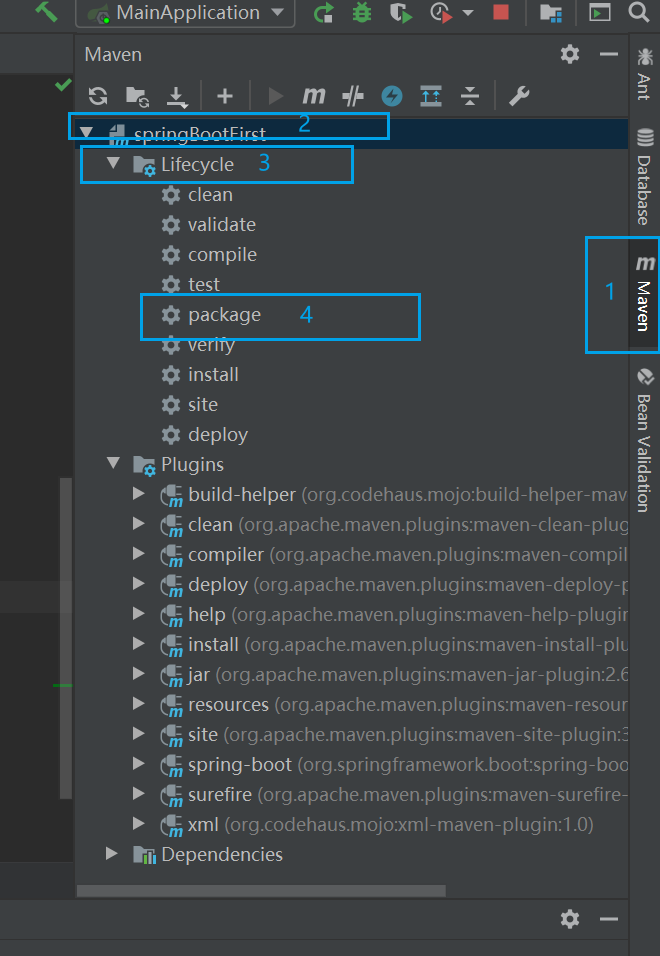 MainApplication
Maven
springBootFirst 2
Lifecycle 3
clean
validate
compile
test
package 4
verify
install
site
deploy
Plugins
build-helper (org.codehaus.mojo:build-helper-mav
clean (org.apache.maven.plugins:maven-clean-plug
compiler (org.apache.maven.plugins:maven-compil
deploy (org.apache.maven.plugins:maven-deploy-p
help (org.apache.maven.plugins:maven-help-plugin
install (org.apache.maven.plugins:maven-install-plu
jar (org.apache.maven.plugins:maven-jar-plugin:2.6
resources (org.apache.maven.plugins:maven-resour
site (org.apache.maven.plugins:maven-site-plugin:3
spring-boot (org.springframework.boot:spring-boo
surefire (org.apache.maven.plugins:maven-surefire-
xml (org.codehaus.mojo:xml-maven-plugin:1.0)
Dependencies
Ant
Database
1
Maven
Bean Validation